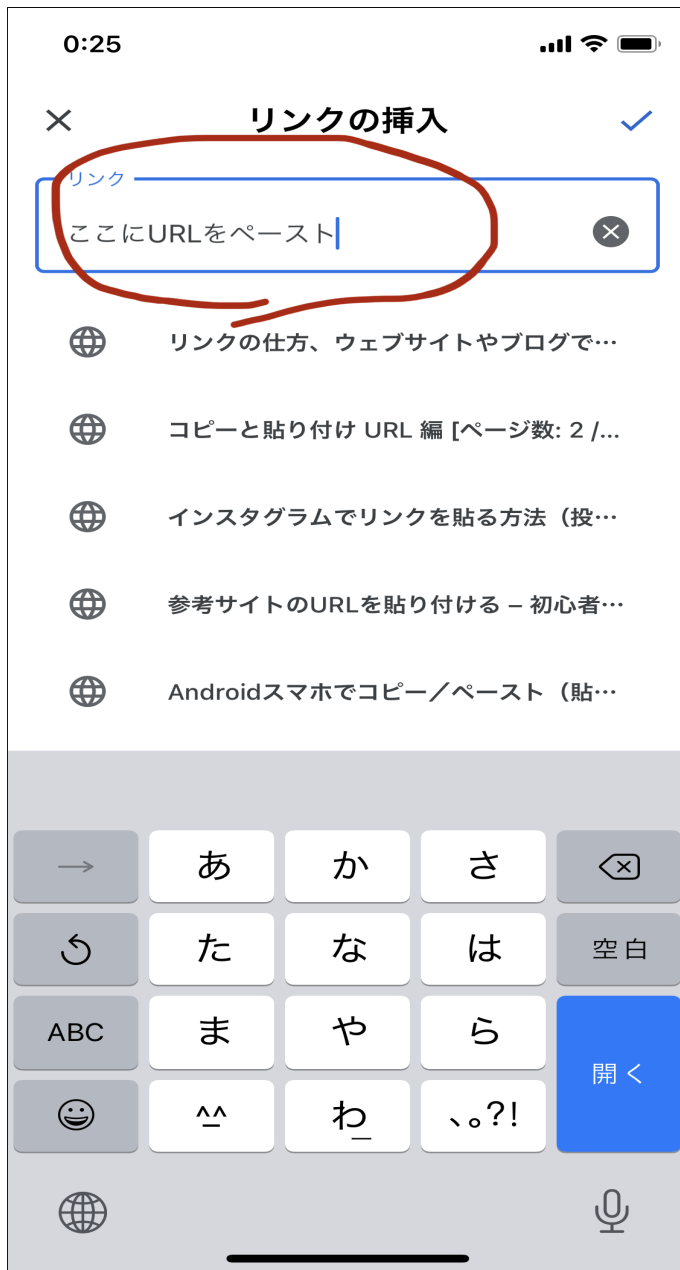 0:25
リンクの挿入
リンク
ここにURLをペースト
リンクの仕方、ウェブサイトやブログで…
コピーと貼り付け URL 編 [ページ数: 2 /...
インスタグラムでリンクを貼る方法（投…
参考サイトのURLを貼り付ける – 初心者…
Androidスマホでコピー／ペースト（貼…
→ あ か さ
た な は 空白
ABC ま や ら 開く
^^ わ 、。?!